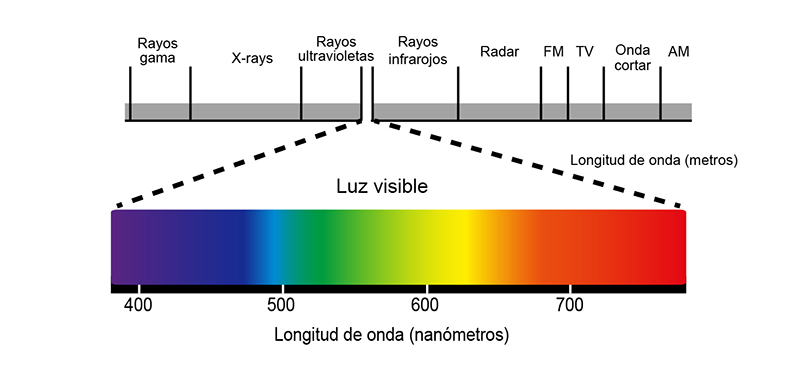 Rayos
gama
X-rays
Rayos
ultravioletas
Rayos
infrarojos
Radar
FM
TV
Onda
cortar
AM
Longitud de onda (metros)
Luz visible
400 500 600 700
Longitud de onda (nanómetros)